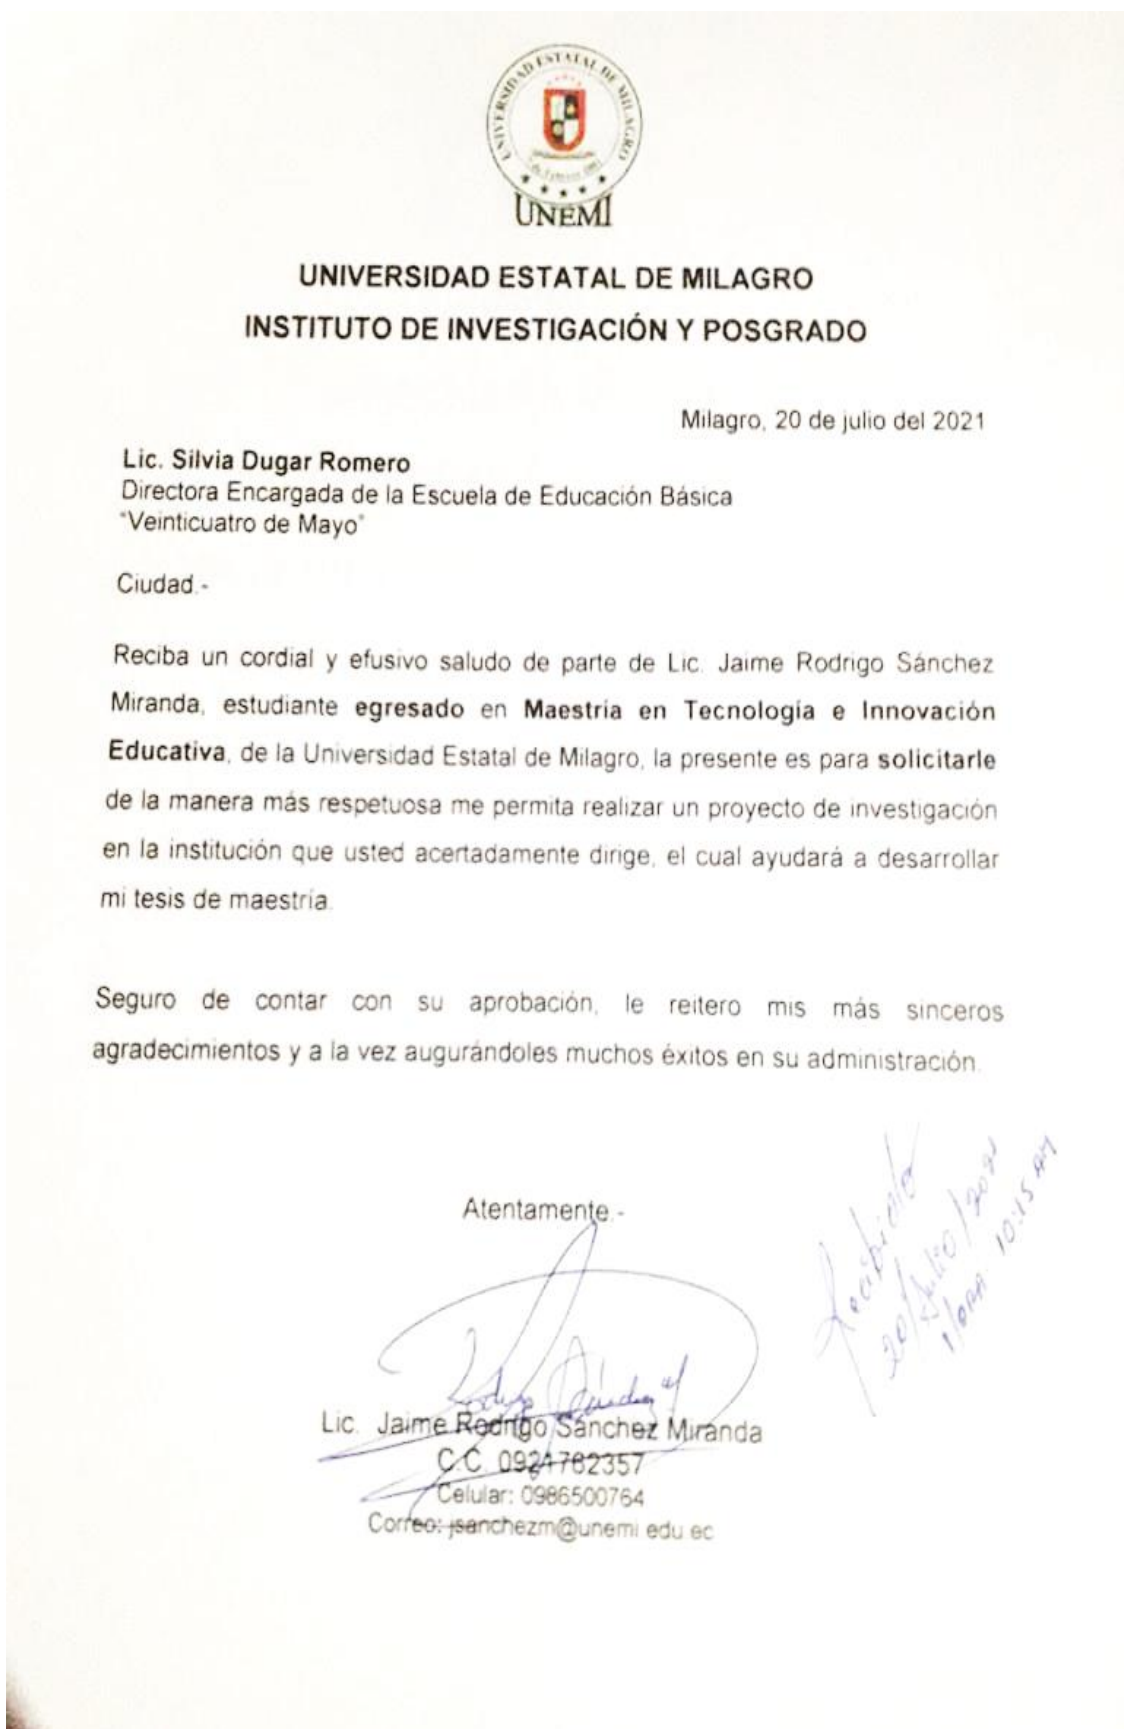 UNIVERSIDAD ESTATAL DE MILAGRO
UNEMI
UNIVERSIDAD ESTATAL DE MILAGRO
INSTITUTO DE INVESTIGACIÓN Y POSGRADO
Milagro, 20 de julio del 2021
Lic. Silvia Dugar Romero
Directora Encargada de la Escuela de Educación Básica
"Veinticuatro de Mayo"
Ciudad.-
Reciba un cordial y efusivo saludo de parte de Lic. Jaime Rodrigo Sánchez
Miranda, estudiante egresado en Maestría en Tecnología e Innovación
Educativa, de la Universidad Estatal de Milagro, la presente es para solicitarle
de la manera más respetuosa me permita realizar un proyecto de investigación
en la institución que usted acertadamente dirige, el cual ayudará a desarrollar
mi tesis de maestría.
Seguro de contar con su aprobación, le reitero mis más sinceros
agradecimientos y a la vez augurándoles muchos éxitos en su administración.
Atentamente.-
Recibido
20/Julio/2021
Hora: 10:15 AM
Lic. Jaime Rodrigo Sánchez Miranda
C.C. 0921762357
Celular: 0986500764
Correo: jsanchezm@unemi.edu.ec